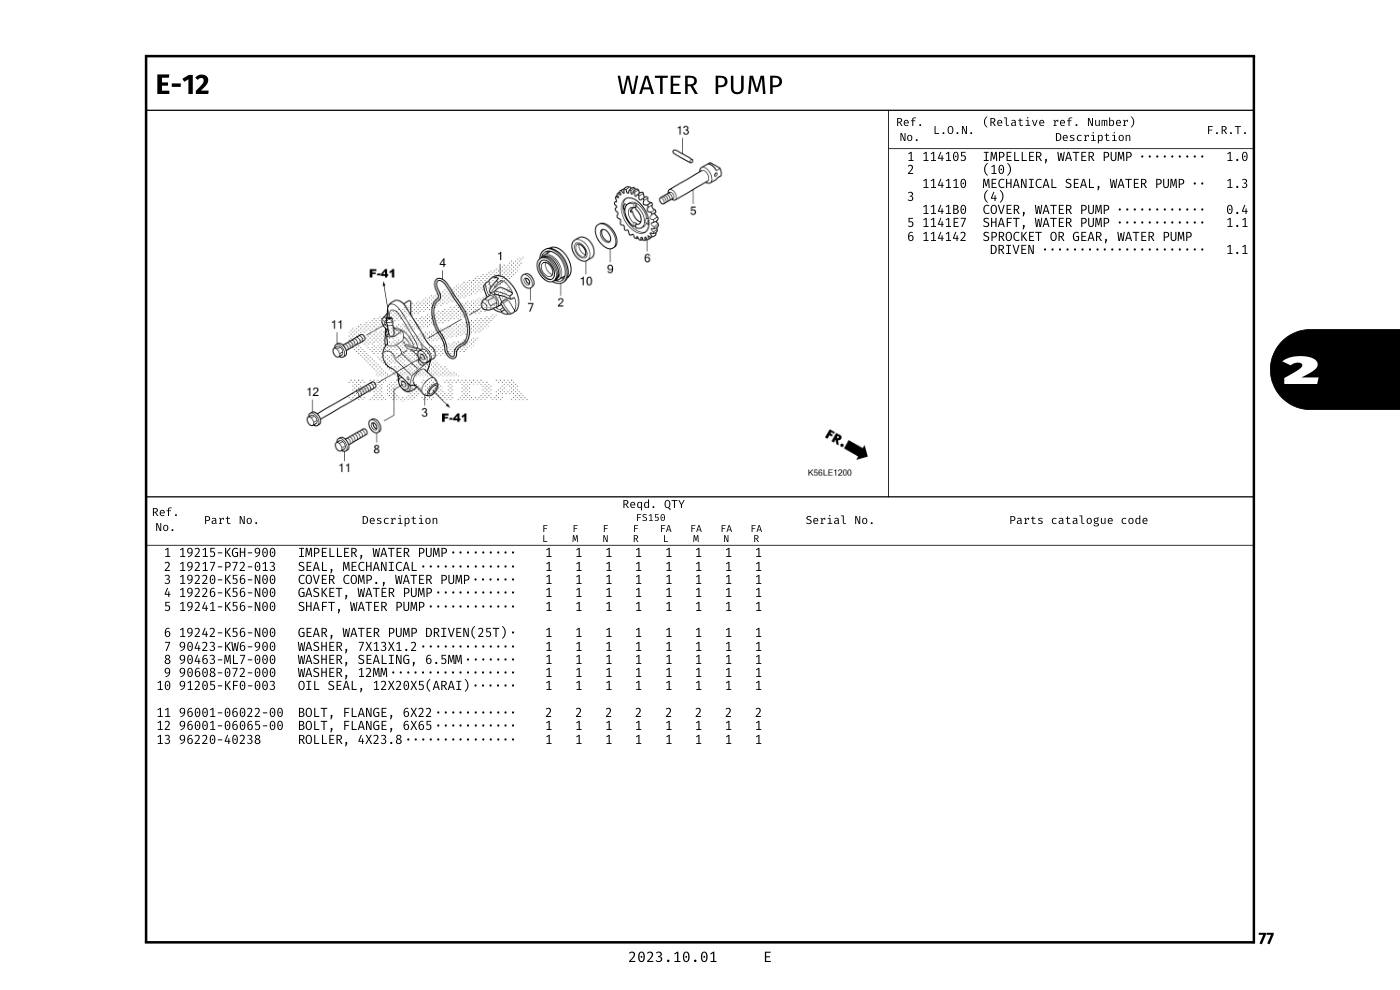 E-12
WATER PUMP
13
5
6
9
10
2
7
1
4
F-41
11
12
3
F-41
8
11
HONDA
FR.
K56LE1200
Ref. No. L.O.N. (Relative ref. Number) Description F.R.T.
1 114105 IMPELLER, WATER PUMP ········· 1.0
2 (10)
114110 MECHANICAL SEAL, WATER PUMP ·· 1.3
3 (4)
1141B0 COVER, WATER PUMP ············ 0.4
5 1141E7 SHAFT, WATER PUMP ············ 1.1
6 114142 SPROCKET OR GEAR, WATER PUMP
DRIVEN ······················ 1.1
2
Reqd. QTY
FS150
Ref. No. Part No. Description F L F M F N F R FA L FA M FA N FA R Serial No. Parts catalogue code
1 19215-KGH-900 IMPELLER, WATER PUMP········· 1 1 1 1 1 1 1 1
2 19217-P72-013 SEAL, MECHANICAL············· 1 1 1 1 1 1 1 1
3 19220-K56-N00 COVER COMP., WATER PUMP······ 1 1 1 1 1 1 1 1
4 19226-K56-N00 GASKET, WATER PUMP··········· 1 1 1 1 1 1 1 1
5 19241-K56-N00 SHAFT, WATER PUMP············ 1 1 1 1 1 1 1 1
6 19242-K56-N00 GEAR, WATER PUMP DRIVEN(25T)· 1 1 1 1 1 1 1 1
7 90423-KW6-900 WASHER, 7X13X1.2············· 1 1 1 1 1 1 1 1
8 90463-ML7-000 WASHER, SEALING, 6.5MM······· 1 1 1 1 1 1 1 1
9 90608-072-000 WASHER, 12MM················· 1 1 1 1 1 1 1 1
10 91205-KF0-003 OIL SEAL, 12X20X5(ARAI)······ 1 1 1 1 1 1 1 1
11 96001-06022-00 BOLT, FLANGE, 6X22··········· 2 2 2 2 2 2 2 2
12 96001-06065-00 BOLT, FLANGE, 6X65··········· 1 1 1 1 1 1 1 1
13 96220-40238 ROLLER, 4X23.8··············· 1 1 1 1 1 1 1 1
77
2023.10.01 E